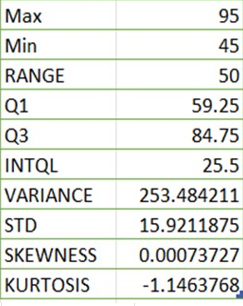 Max 95
Min 45
RANGE 50
Q1 59.25
Q3 84.75
INTQL 25.5
VARIANCE 253.484211
STD 15.9211875
SKEWNESS 0.00073727
KURTOSIS -1.1463768